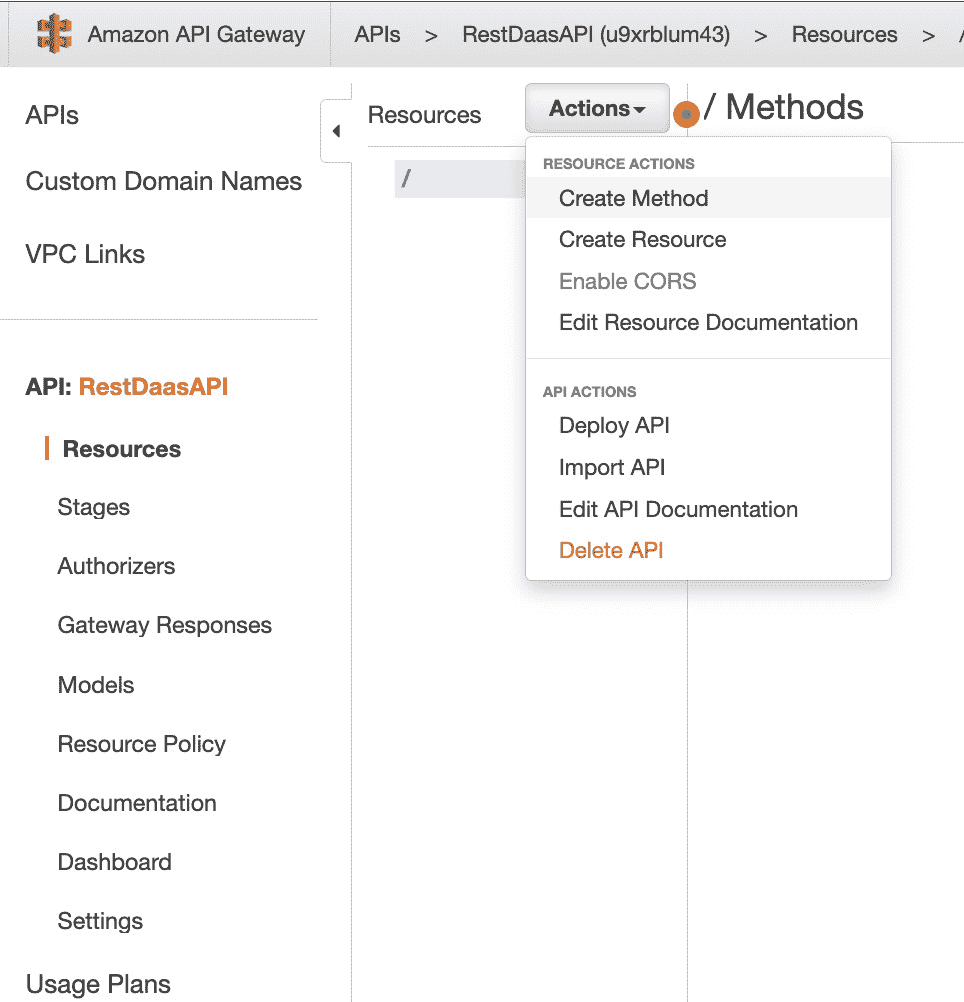 Amazon API Gateway APIs > RestDaasAPI (u9xrblum43) > Resources > /
APIs
Custom Domain Names
VPC Links
API: RestDaasAPI
Resources
Stages
Authorizers
Gateway Responses
Models
Resource Policy
Documentation
Dashboard
Settings
Usage Plans
Resources
/
Actions
/ Methods
RESOURCE ACTIONS
Create Method
Create Resource
Enable CORS
Edit Resource Documentation
API ACTIONS
Deploy API
Import API
Edit API Documentation
Delete API